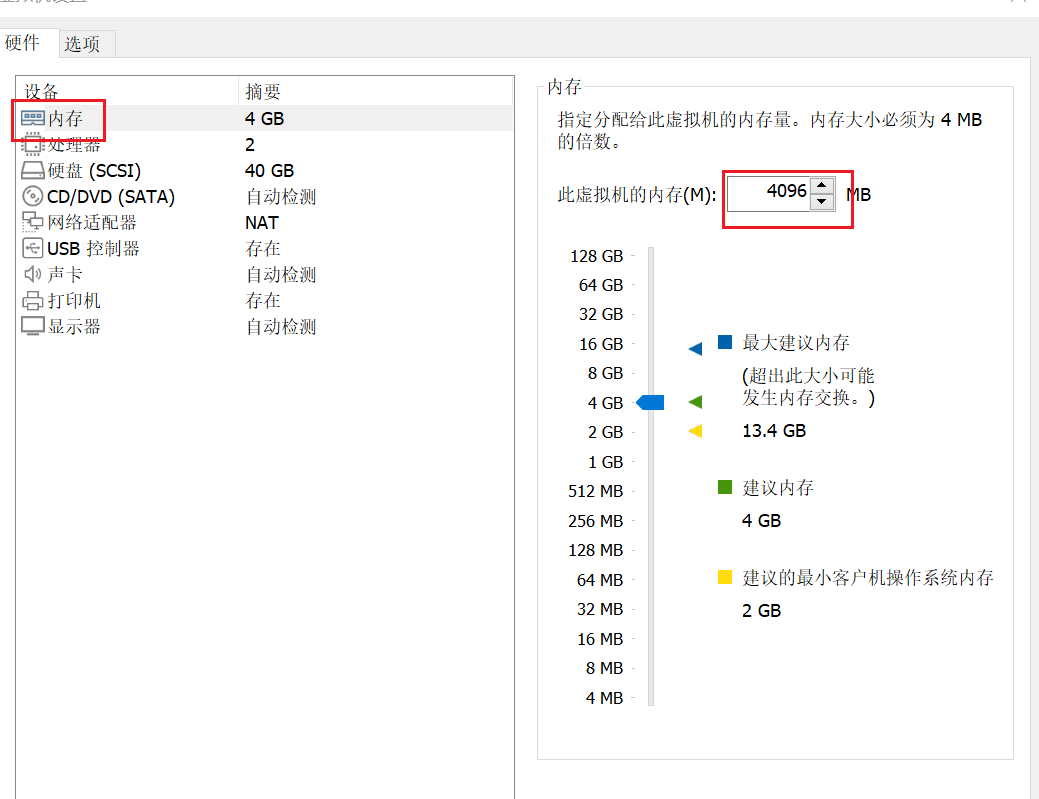 硬件 选项
设备 摘要
内存 4 GB
处理器 2
硬盘 (SCSI) 40 GB
CD/DVD (SATA) 自动检测
网络适配器 NAT
USB 控制器 存在
声卡 自动检测
打印机 存在
显示器 自动检测
内存
指定分配给此虚拟机的内存量。内存大小必须为 4 MB
的倍数。
此虚拟机的内存(M): 4096 MB
128 GB
64 GB
32 GB
16 GB
8 GB
4 GB
2 GB
1 GB
512 MB
256 MB
128 MB
64 MB
32 MB
16 MB
8 MB
4 MB
最大建议内存
(超出此大小可能
发生内存交换。)
13.4 GB
建议内存
4 GB
建议的最小客户机操作系统内存
2 GB